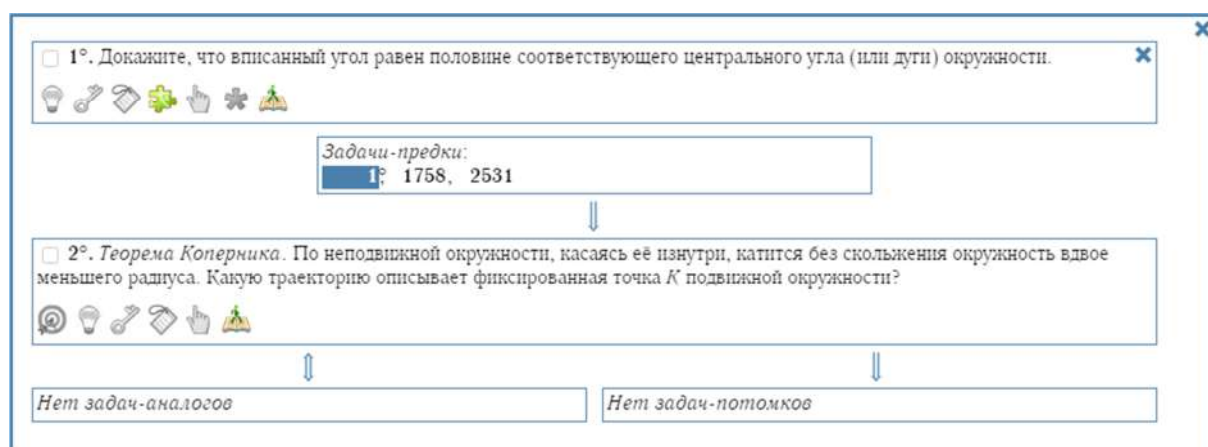 1°. Докажите, что вписанный угол равен половине соответствующего центрального угла (или дуги) окружности.
Задачи-предки:
1°, 1758, 2531
2°. Теорема Коперника. По неподвижной окружности, касаясь её изнутри, катится без скольжения окружность вдвое
меньшего радиуса. Какую траекторию описывает фиксированная точка K подвижной окружности?
Нет задач-аналогов
Нет задач-потомков